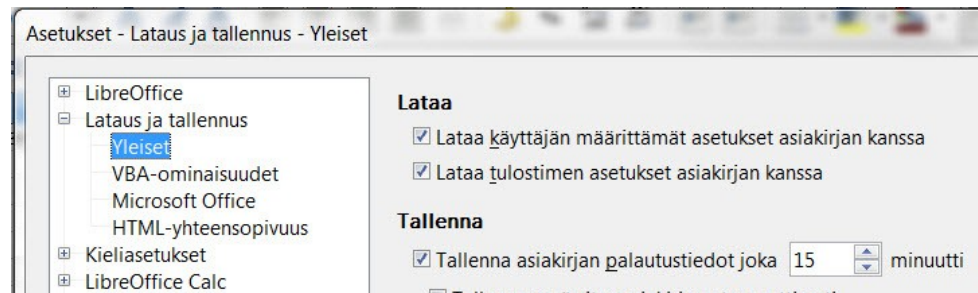 Asetukset - Lataus ja tallennus - Yleiset
LibreOffice
Lataus ja tallennus
Yleiset
VBA-ominaisuudet
Microsoft Office
HTML-yhteensopivuus
Kieliasetukset
LibreOffice Calc
Lataa
Lataa käyttäjän määrittämät asetukset asiakirjan kanssa
Lataa tulostimen asetukset asiakirjan kanssa
Tallenna
Tallenna asiakirjan palautustiedot joka 15 minuutti